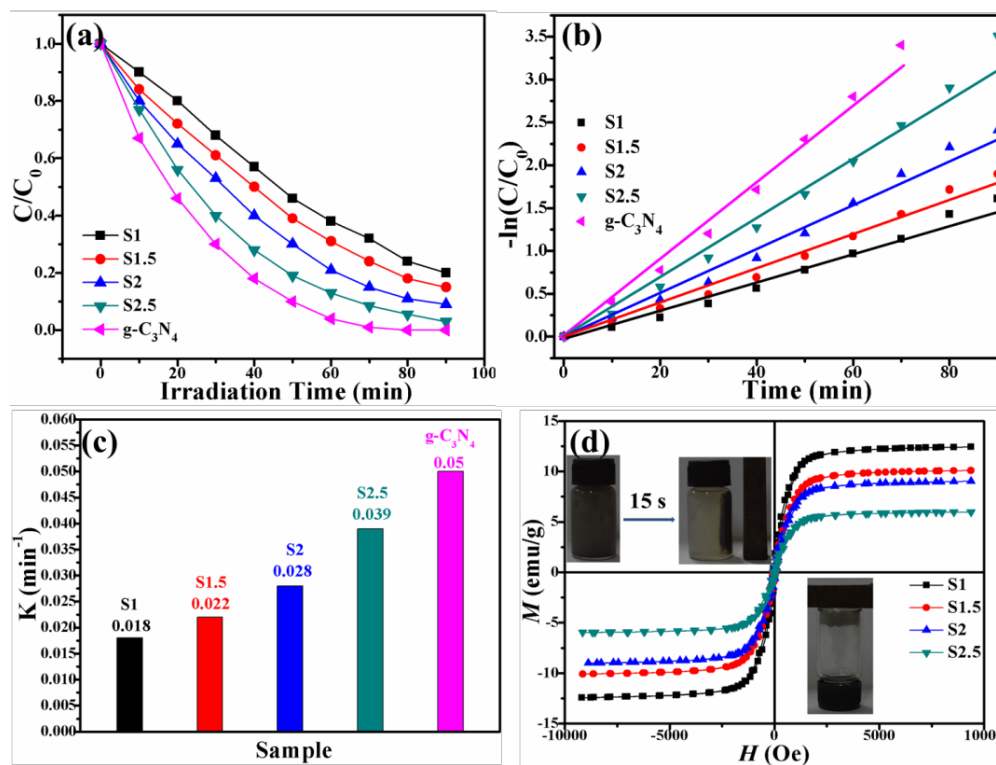 (a)
1.0
0.8
0.6
0.4
0.2
0.0
C/C0
S1
S1.5
S2
S2.5
g-C3N4
0
20
40
60
80
100
Irradiation Time (min)
(b)
3.5
3.0
2.5
2.0
1.5
1.0
0.5
0.0
-ln(C/C0)
S1
S1.5
S2
S2.5
g-C3N4
0
20
40
60
80
Time (min)
(c)
0.060
0.055
0.050
0.045
0.040
0.035
0.030
0.025
0.020
0.015
0.010
0.005
0.000
K (min-1)
S1
0.018
S1.5
0.022
S2
0.028
S2.5
0.039
g-C3N4
0.05
Sample
(d)
15
10
5
0
-5
-10
-15
M (emu/g)
15 s
S1
S1.5
S2
S2.5
-10000
-5000
0
5000
10000
H (Oe)